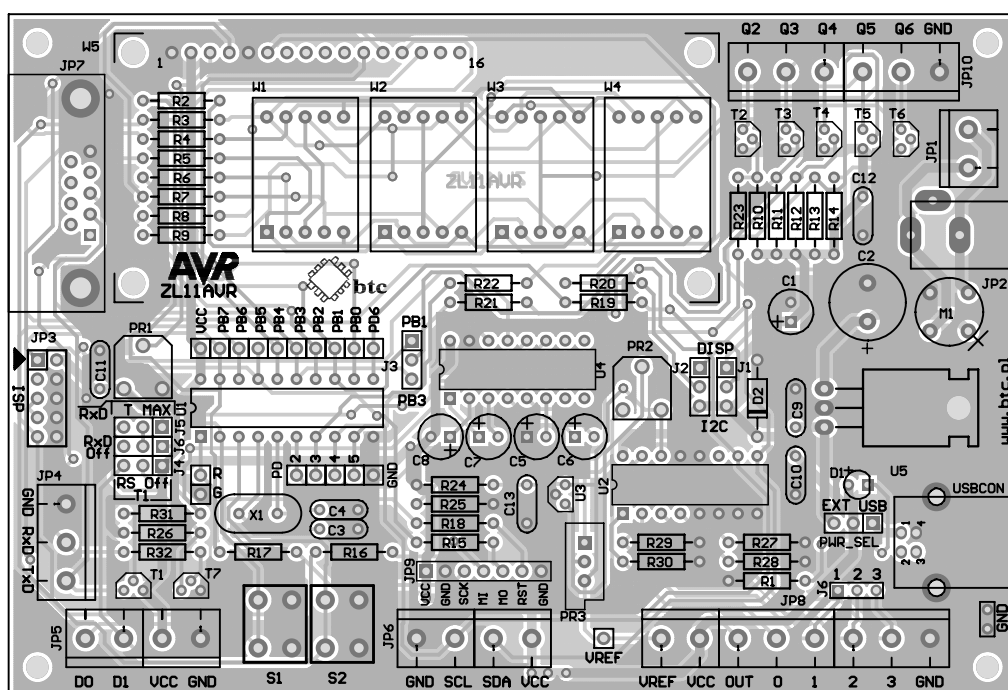 Q2 Q3 Q4 Q5 Q6 GND
W5
1 16
JP7
JP10
R2
R3
R4
R5
R6
R7
R8
R9
W1 W2 W3 W4
ZL11AVR
T2 T3 T4 T5 T6
JP1
C12
R23 R10 R11 R12 R13 R14
AVR
ZL11AVR
btc
R22 R20
R21 R19
C1 C2
JP2
M1
JP3
PR1
VCC PB7 PB6 PB5 PB4 PB3 PB2 PB1 PB0 PD6
PB1
J3
PB3
U4
PR2
DISP
J2 J1
I2C
D2
C11
ISP
RxD
T MAX
U1
J5
RxD
Off
J6
J4
RS Off
T1
C8 C7 C5 C6
C9
www.btc.pl
JP4
GND RxD TxD
R
G
PD 2 3 4 5 GND
R24
R25
R18
R15
C13
U3
U2
C10
D1
U5
USBCON
EXT USB
PWR_SEL
1 4
2 3
R31
R26
R32
X1
C4
C3
R17 R16
R29 R27
R30 R28
R1
T1 T7
JP9
VCC GND SCK MI MO RST GND
PR3
J6
1 2 3
JP8
GND
JP5
JP6
VREF
D0 D1 VCC GND
S1 S2
GND SCL SDA VCC
VREF VCC OUT 0 1 2 3 GND